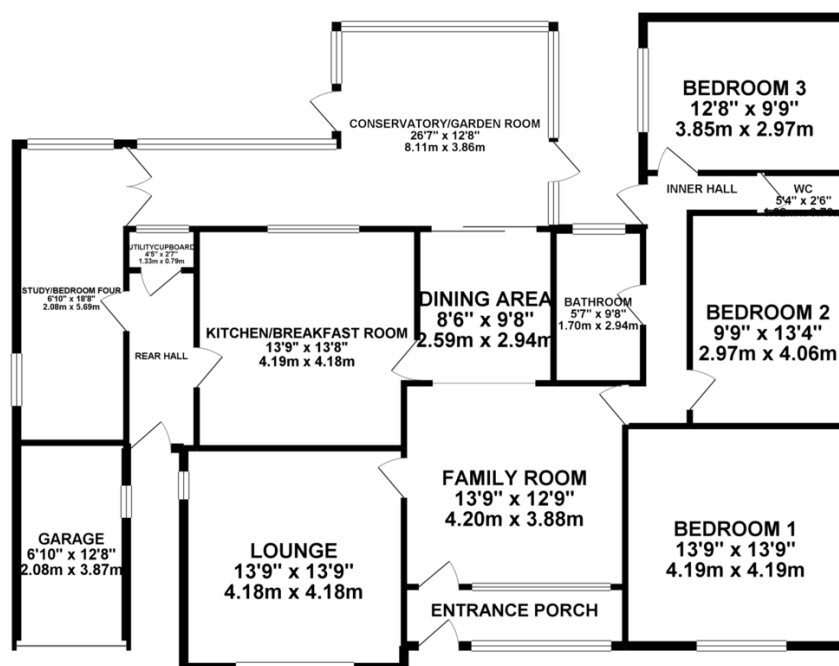 BEDROOM 3
12'8" x 9'9"
3.85m x 2.97m
CONSERVATORY/GARDEN ROOM
26'7" x 12'8"
8.11m x 3.86m
INNER HALL
WC
5'4" x 2'6"
UTILITYCUPBOARD
4'5" x 2'7"
1.33m x 0.79m
STUDY/BEDROOM FOUR
6'10" x 18'8"
2.08m x 5.69m
REAR HALL
KITCHEN/BREAKFAST ROOM
13'9" x 13'8"
4.19m x 4.18m
DINING AREA
8'6" x 9'8"
2.59m x 2.94m
BATHROOM
5'7" x 9'8"
1.70m x 2.94m
BEDROOM 2
9'9" x 13'4"
2.97m x 4.06m
GARAGE
6'10" x 12'8"
2.08m x 3.87m
LOUNGE
13'9" x 13'9"
4.18m x 4.18m
FAMILY ROOM
13'9" x 12'9"
4.20m x 3.88m
BEDROOM 1
13'9" x 13'9"
4.19m x 4.19m
ENTRANCE PORCH